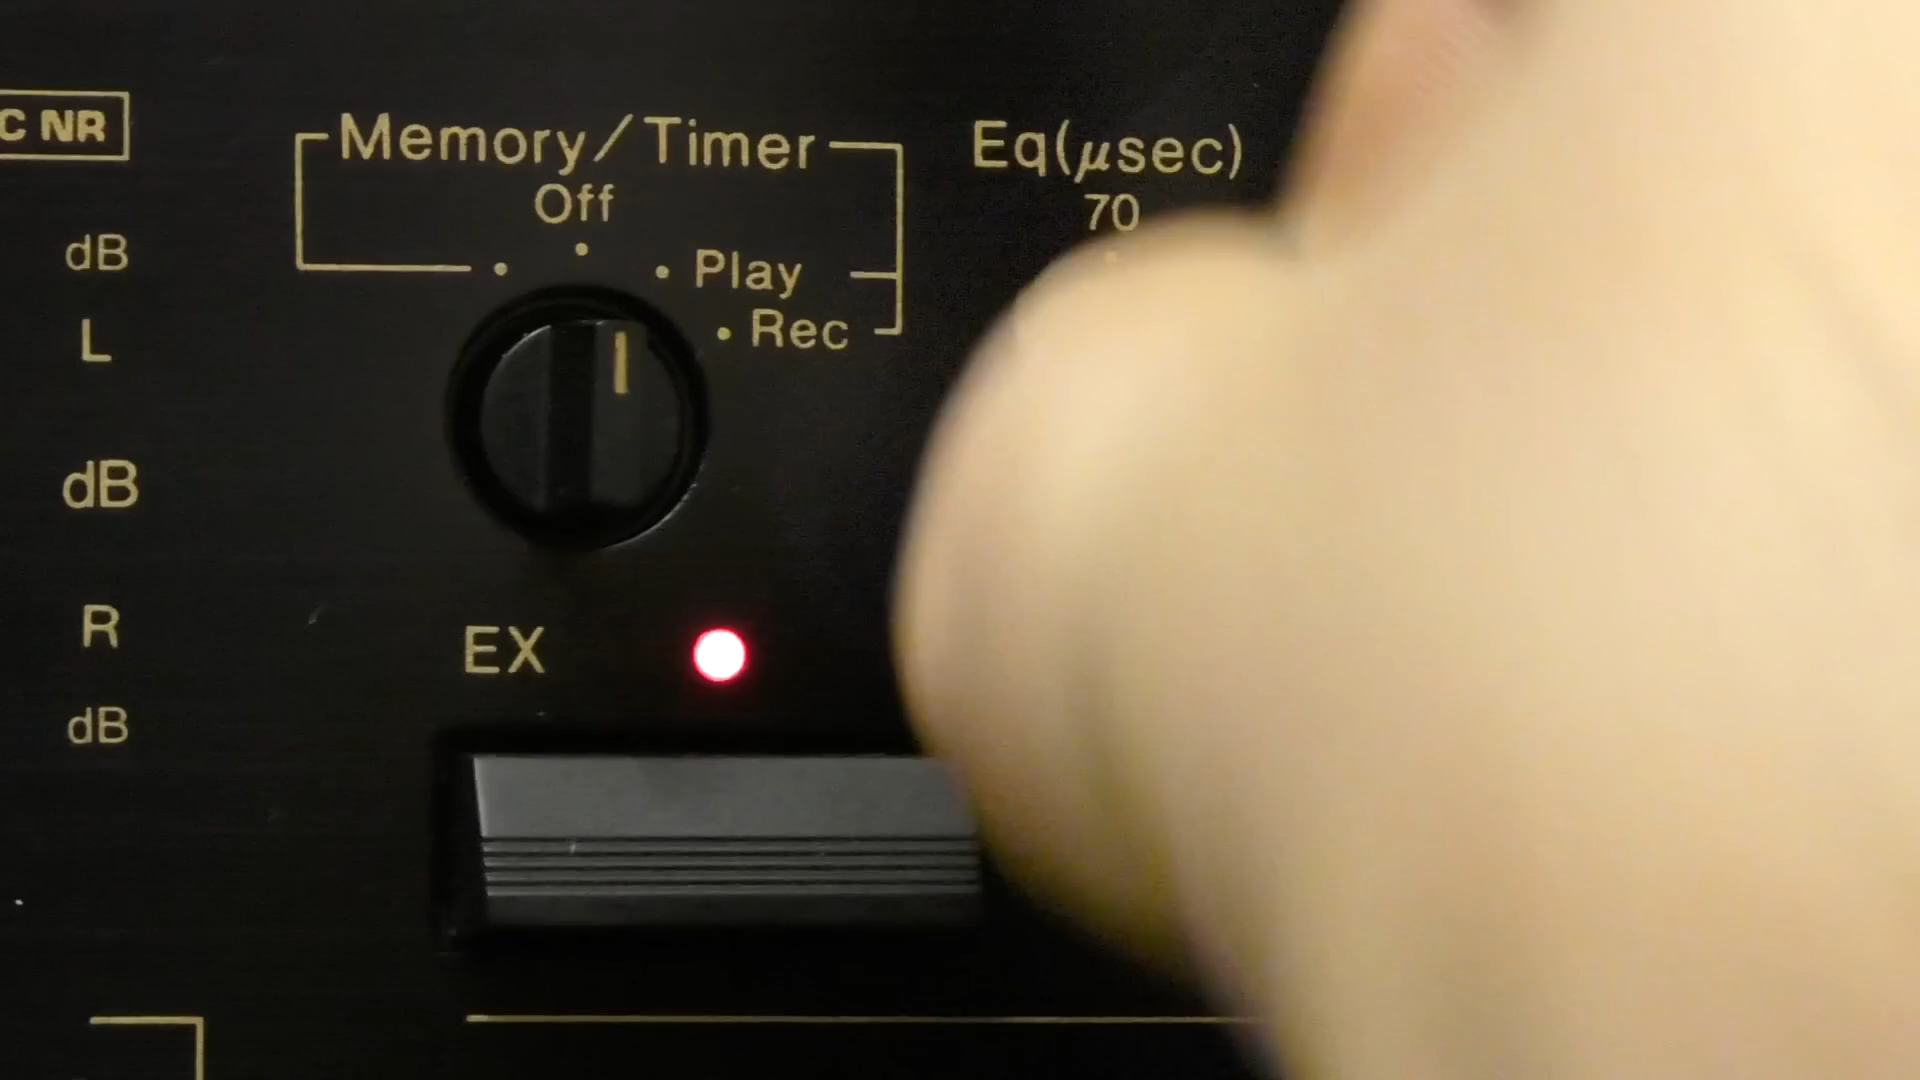 C NR
Memory/Timer
Off
Play
Rec
Eq(μsec)
70
dB
L
dB
R
dB
EX